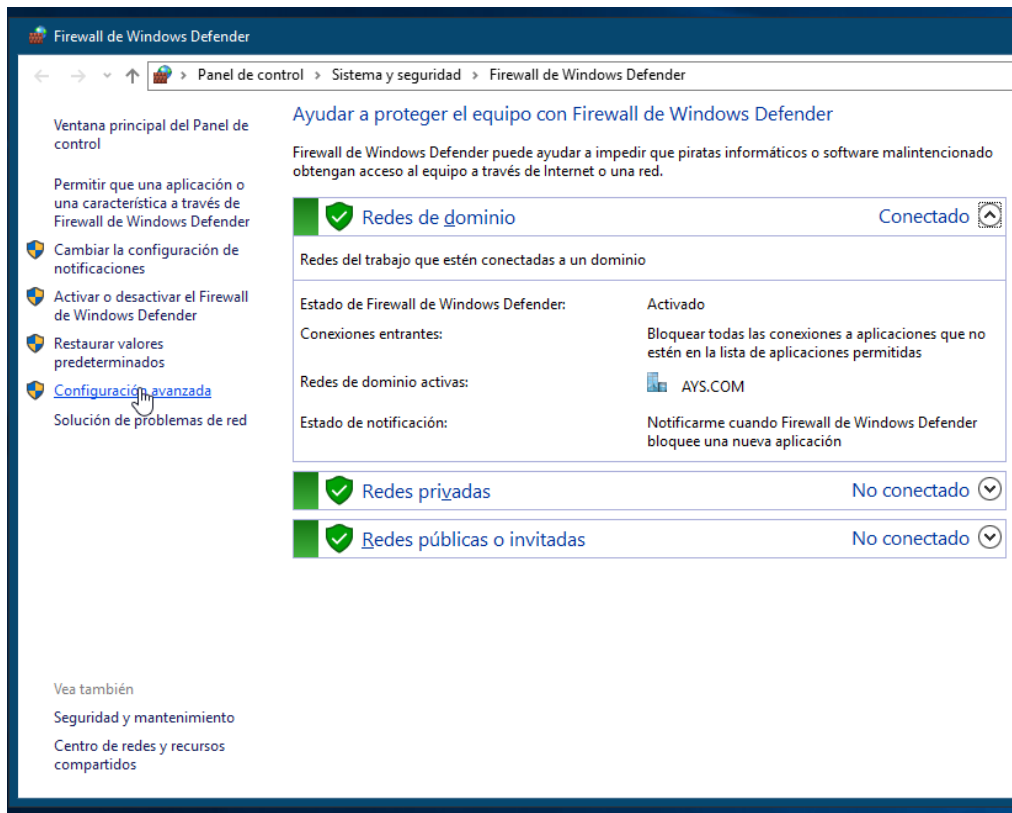 Firewall de Windows Defender
Panel de control > Sistema y seguridad > Firewall de Windows Defender
Ventana principal del Panel de
control
Permitir que una aplicación o
una característica a través de
Firewall de Windows Defender
Cambiar la configuración de
notificaciones
Activar o desactivar el Firewall
de Windows Defender
Restaurar valores
predeterminados
Configuración avanzada
Solución de problemas de red
Ayudar a proteger el equipo con Firewall de Windows Defender
Firewall de Windows Defender puede ayudar a impedir que piratas informáticos o software malintencionado
obtengan acceso al equipo a través de Internet o una red.
Redes de dominio Conectado
Redes del trabajo que estén conectadas a un dominio
Estado de Firewall de Windows Defender: Activado
Conexiones entrantes: Bloquear todas las conexiones a aplicaciones que no
estén en la lista de aplicaciones permitidas
Redes de dominio activas: AYS.COM
Estado de notificación: Notificarme cuando Firewall de Windows Defender
bloquee una nueva aplicación
Redes privadas No conectado
Redes públicas o invitadas No conectado
Vea también
Seguridad y mantenimiento
Centro de redes y recursos
compartidos